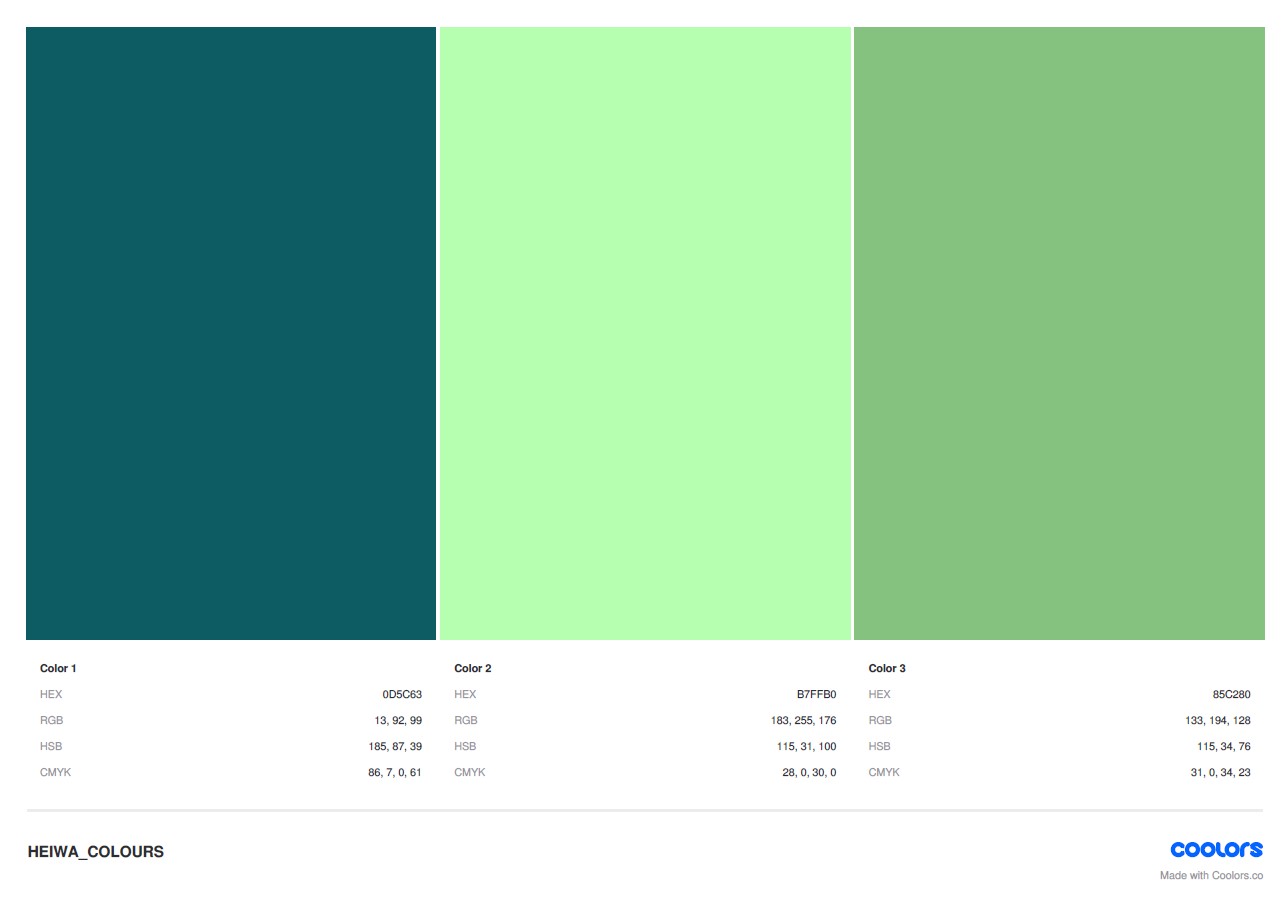 Color 1
HEX 0D5C63
RGB 13, 92, 99
HSB 185, 87, 39
CMYK 86, 7, 0, 61
Color 2
HEX B7FFB0
RGB 183, 255, 176
HSB 115, 31, 100
CMYK 28, 0, 30, 0
Color 3
HEX 85C280
RGB 133, 194, 128
HSB 115, 34, 76
CMYK 31, 0, 34, 23
HEIWA_COLOURS
coolors
Made with Coolors.co